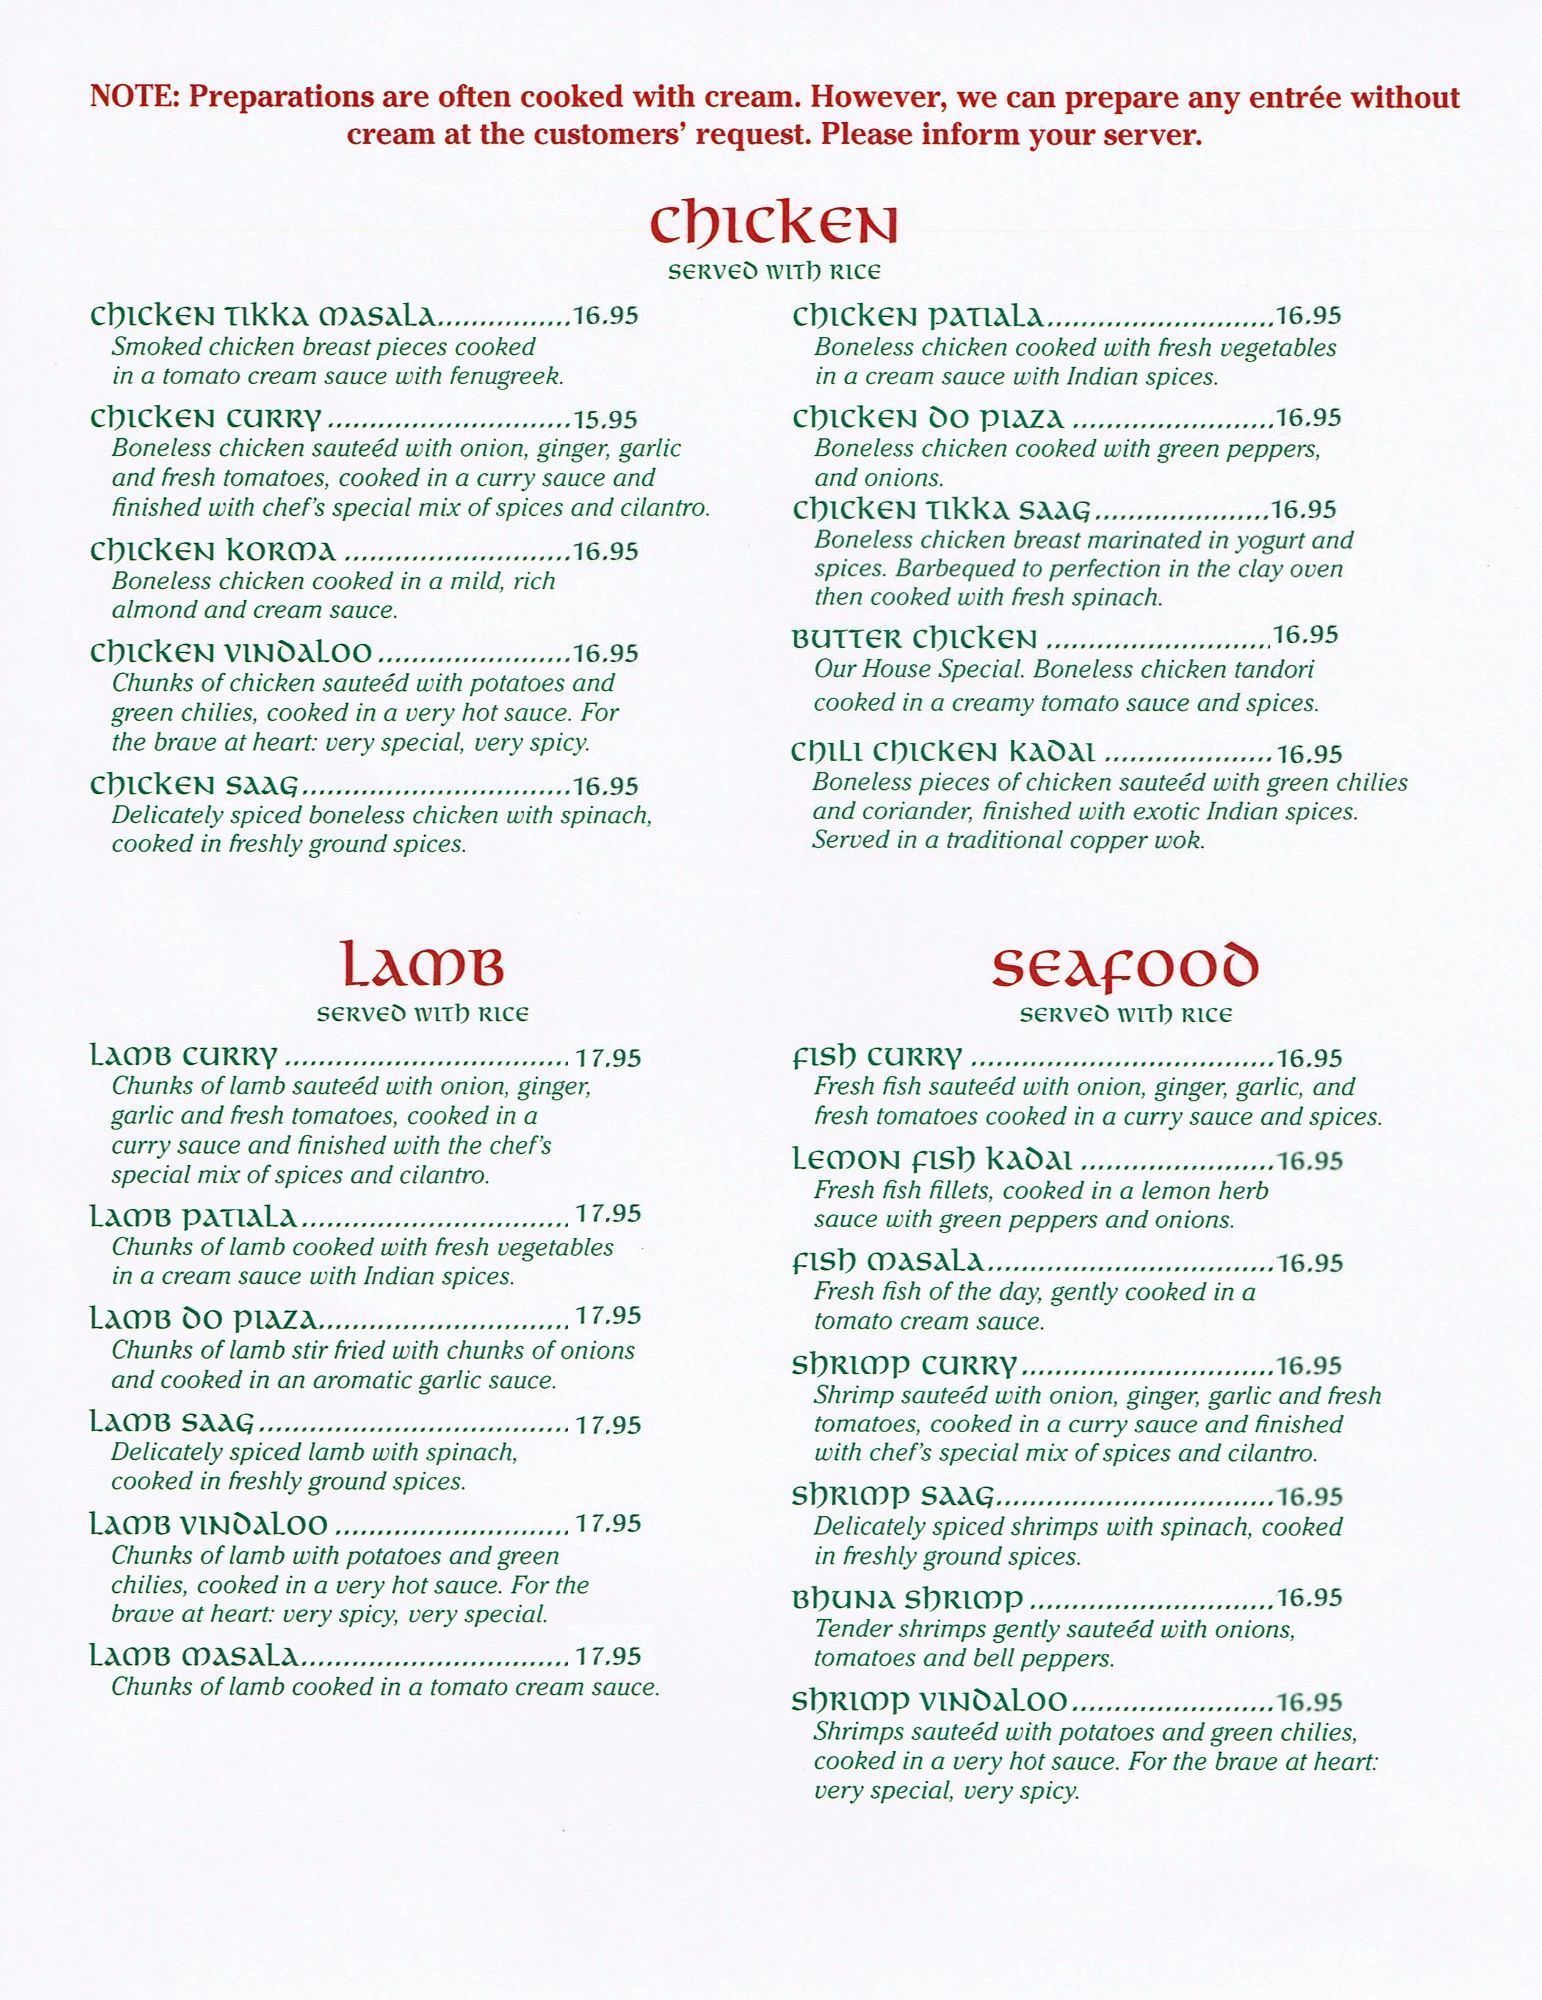 NOTE: Preparations are often cooked with cream. However, we can prepare any entrée without
cream at the customers' request. Please inform your server.
CHICKEN
SERVED WITH RICE
CHICKEN TIKKA MASALA................16.95
Smoked chicken breast pieces cooked
in a tomato cream sauce with fenugreek.
CHICKEN CURRY .............................15.95
Boneless chicken sauteéd with onion, ginger, garlic
and fresh tomatoes, cooked in a curry sauce and
finished with chef's special mix of spices and cilantro.
CHICKEN KORMA ...........................16.95
Boneless chicken cooked in a mild, rich
almond and cream sauce.
CHICKEN VINDALOO .......................16.95
Chunks of chicken sauteéd with potatoes and
green chilies, cooked in a very hot sauce. For
the brave at heart: very special, very spicy.
CHICKEN SAAG................................16.95
Delicately spiced boneless chicken with spinach,
cooked in freshly ground spices.
CHICKEN PATIALA...........................16.95
Boneless chicken cooked with fresh vegetables
in a cream sauce with Indian spices.
CHICKEN DO PIAZA ........................16.95
Boneless chicken cooked with green peppers,
and onions.
CHICKEN TIKKA SAAG.....................16.95
Boneless chicken breast marinated in yogurt and
spices. Barbequed to perfection in the clay oven
then cooked with fresh spinach.
BUTTER CHICKEN ...........................16.95
Our House Special. Boneless chicken tandori
cooked in a creamy tomato sauce and spices.
CHILI CHICKEN KADAI ....................16.95
Boneless pieces of chicken sauteéd with green chilies
and coriander, finished with exotic Indian spices.
Served in a traditional copper wok.
LAMB
SERVED WITH RICE
LAMB CURRY .................................. 17.95
Chunks of lamb sauteéd with onion, ginger,
garlic and fresh tomatoes, cooked in a
curry sauce and finished with the chef's
special mix of spices and cilantro.
LAMB PATIALA................................ 17.95
Chunks of lamb cooked with fresh vegetables
in a cream sauce with Indian spices.
LAMB DO PIAZA.............................. 17.95
Chunks of lamb stir fried with chunks of onions
and cooked in an aromatic garlic sauce.
LAMB SAAG..................................... 17.95
Delicately spiced lamb with spinach,
cooked in freshly ground spices.
LAMB VINDALOO ............................ 17.95
Chunks of lamb with potatoes and green
chilies, cooked in a very hot sauce. For the
brave at heart: very spicy, very special.
LAMB MASALA................................ 17.95
Chunks of lamb cooked in a tomato cream sauce.
SEAFOOD
SERVED WITH RICE
FISH CURRY ....................................16.95
Fresh fish sauteéd with onion, ginger, garlic, and
fresh tomatoes cooked in a curry sauce and spices.
LEMON FISH KADAI .......................16.95
Fresh fish fillets, cooked in a lemon herb
sauce with green peppers and onions.
FISH MASALA..................................16.95
Fresh fish of the day, gently cooked in a
tomato cream sauce.
SHRIMP CURRY..............................16.95
Shrimp sauteéd with onion, ginger, garlic and fresh
tomatoes, cooked in a curry sauce and finished
with chef's special mix of spices and cilantro.
SHRIMP SAAG.................................16.95
Delicately spiced shrimps with spinach, cooked
in freshly ground spices.
BHUNA SHRIMP .............................16.95
Tender shrimps gently sauteéd with onions,
tomatoes and bell peppers.
SHRIMP VINDALOO........................16.95
Shrimps sauteéd with potatoes and green chilies,
cooked in a very hot sauce. For the brave at heart:
very special, very spicy.